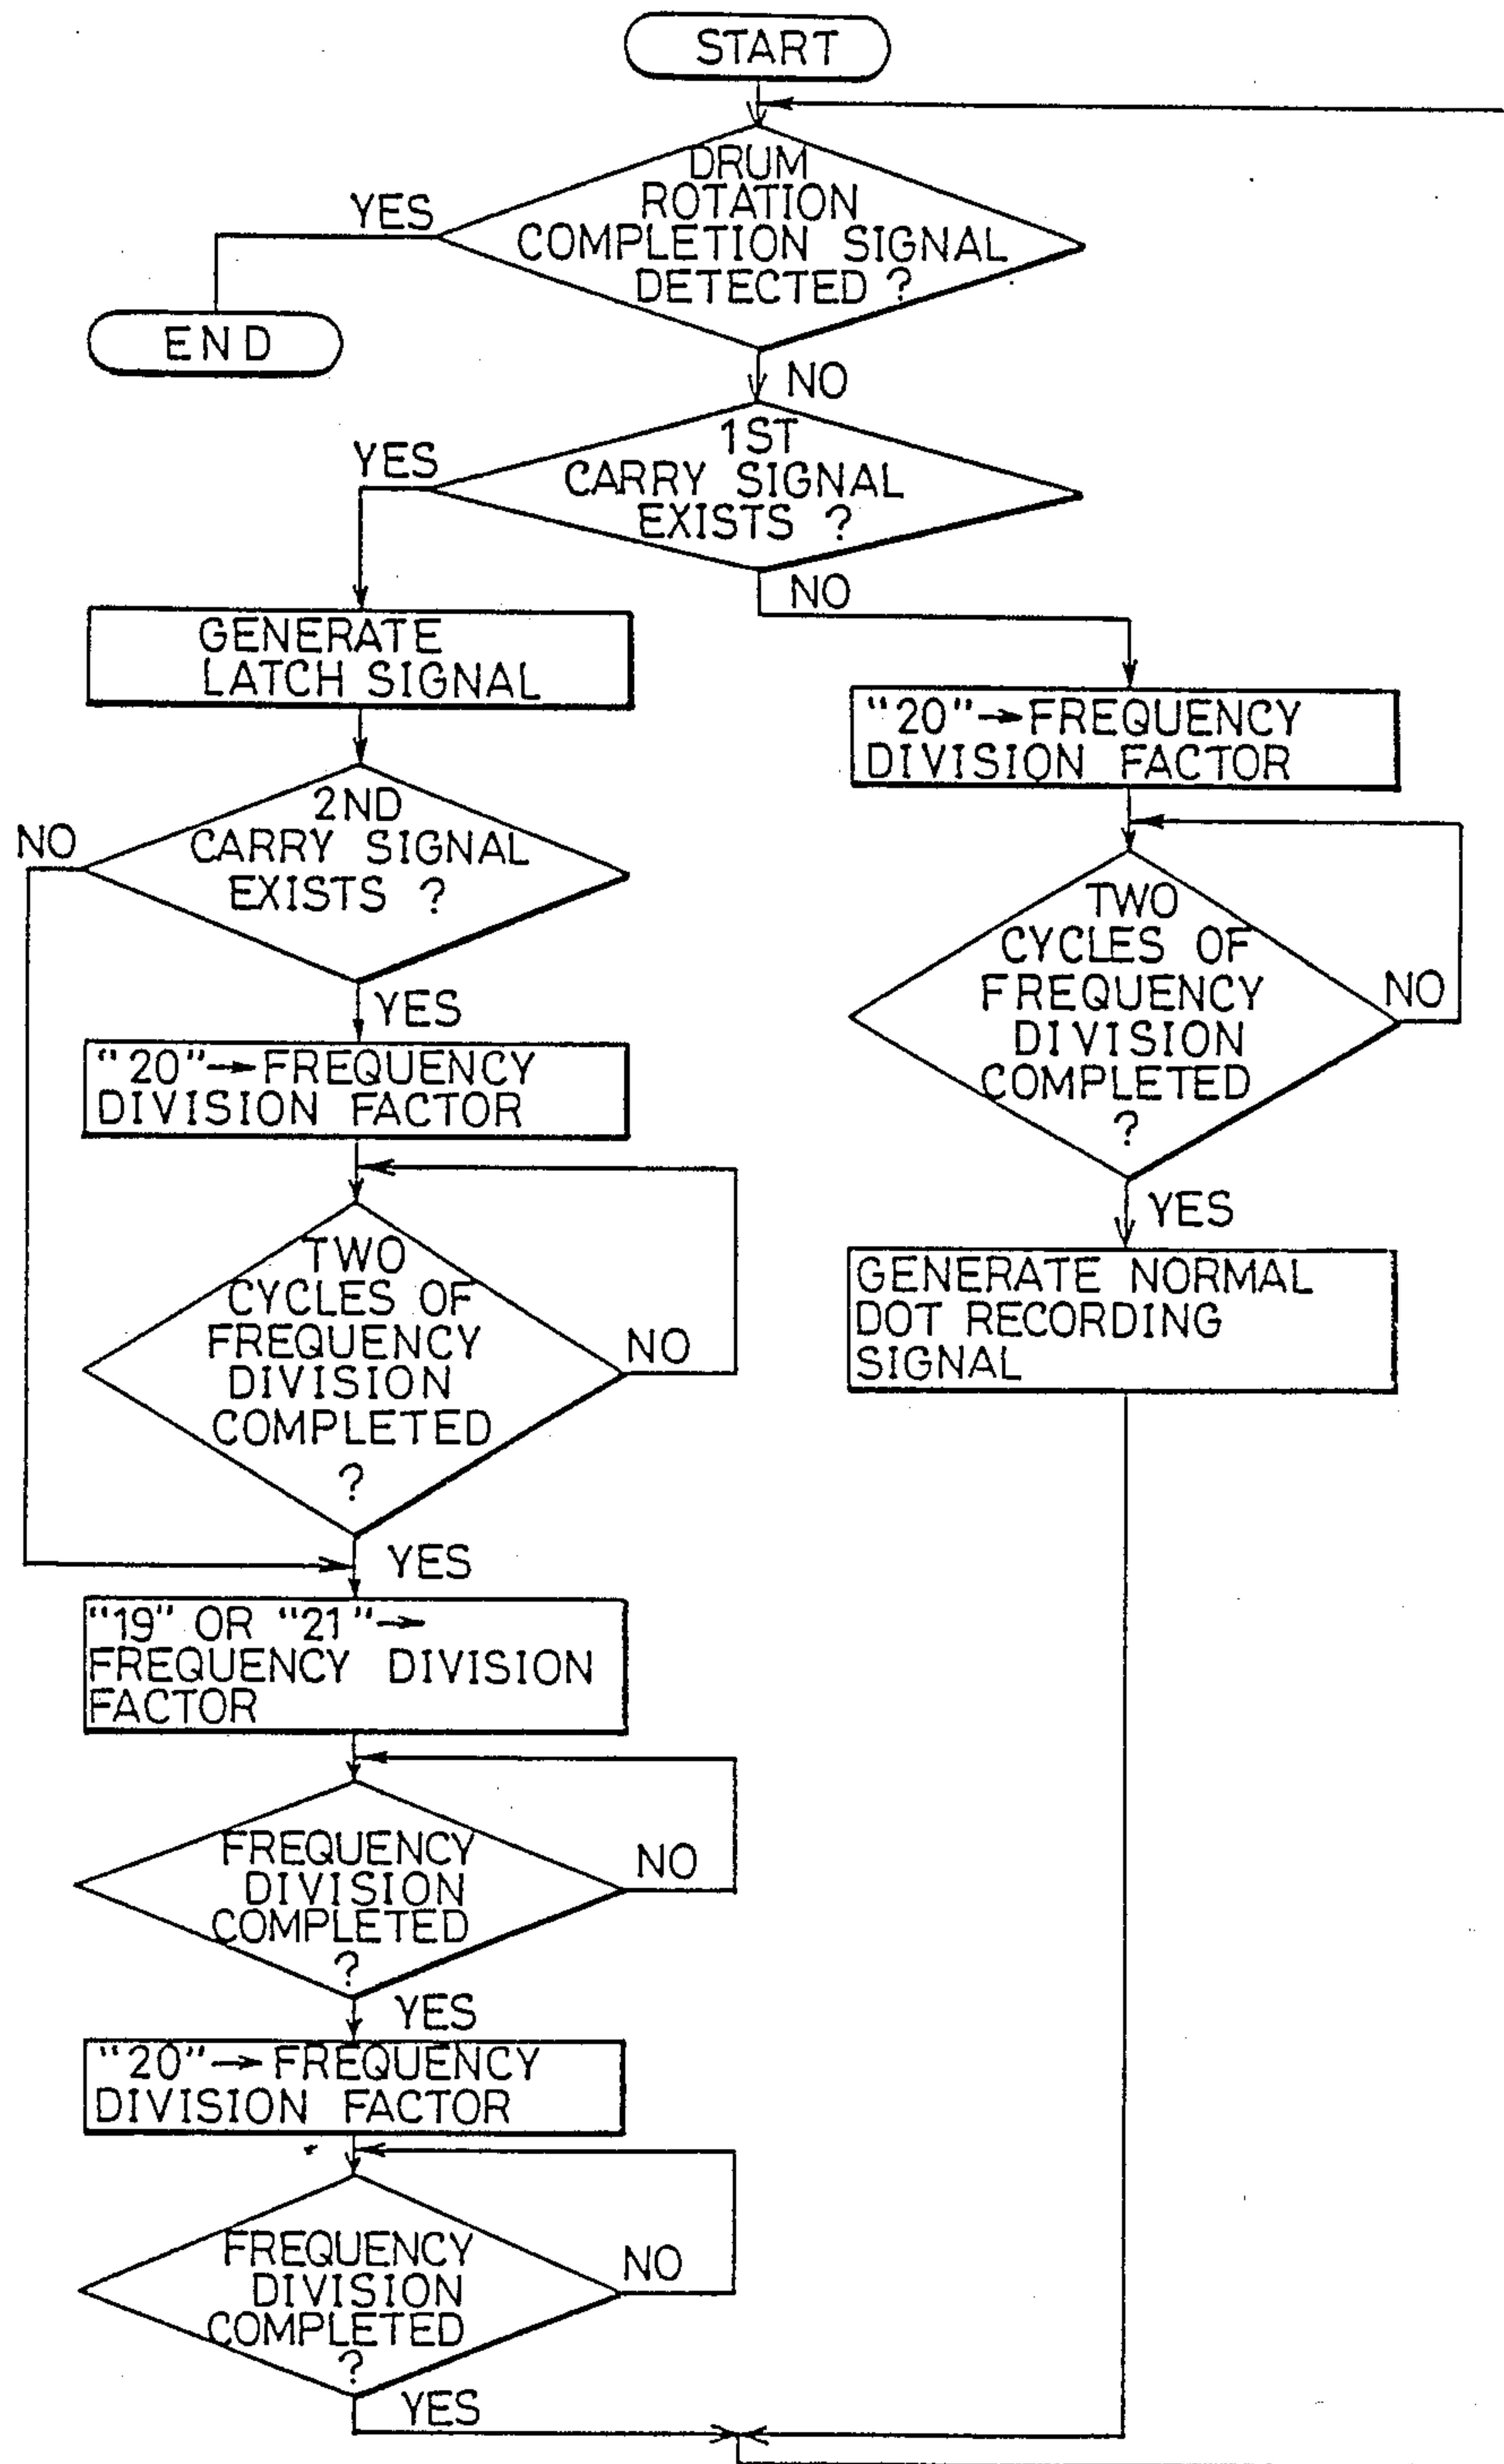 START
DRUM
ROTATION
COMPLETION SIGNAL
DETECTED ?
YES
END
NO
1ST
CARRY SIGNAL
EXISTS ?
YES
NO
GENERATE
LATCH SIGNAL
2ND
CARRY SIGNAL
EXISTS ?
NO
YES
"20"→FREQUENCY
DIVISION FACTOR
TWO
CYCLES OF
FREQUENCY
DIVISION
COMPLETED
?
NO
YES
"19" OR "21"→
FREQUENCY DIVISION
FACTOR
FREQUENCY
DIVISION
COMPLETED
?
NO
YES
"20"→FREQUENCY
DIVISION FACTOR
FREQUENCY
DIVISION
COMPLETED
?
NO
YES
"20"→FREQUENCY
DIVISION FACTOR
TWO
CYCLES OF
FREQUENCY
DIVISION
COMPLETED
?
NO
YES
GENERATE NORMAL
DOT RECORDING
SIGNAL